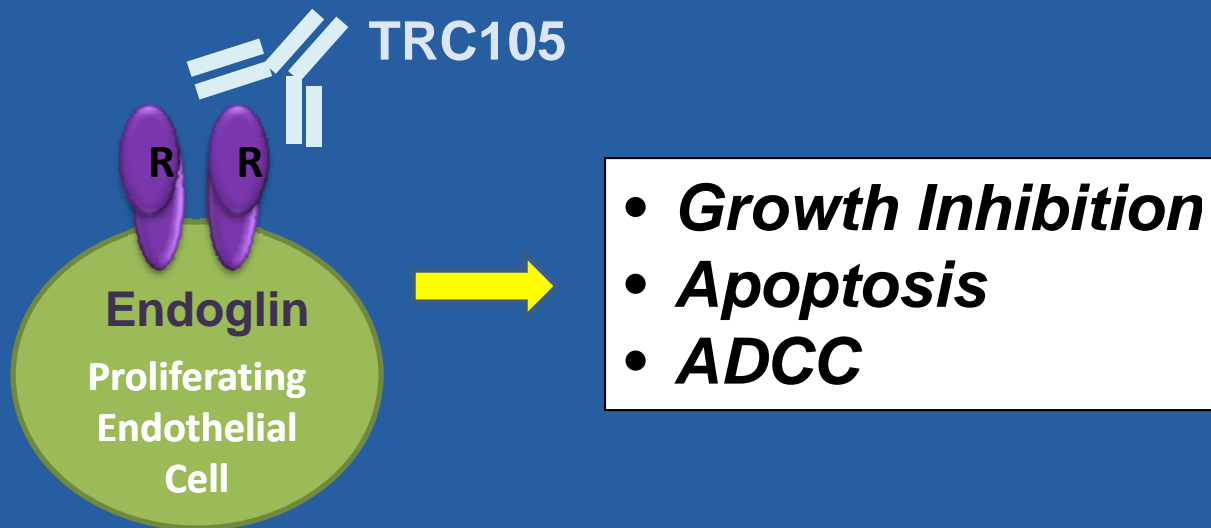 TRC105
R R
Endoglin
Proliferating
Endothelial
Cell
• Growth Inhibition
• Apoptosis
• ADCC